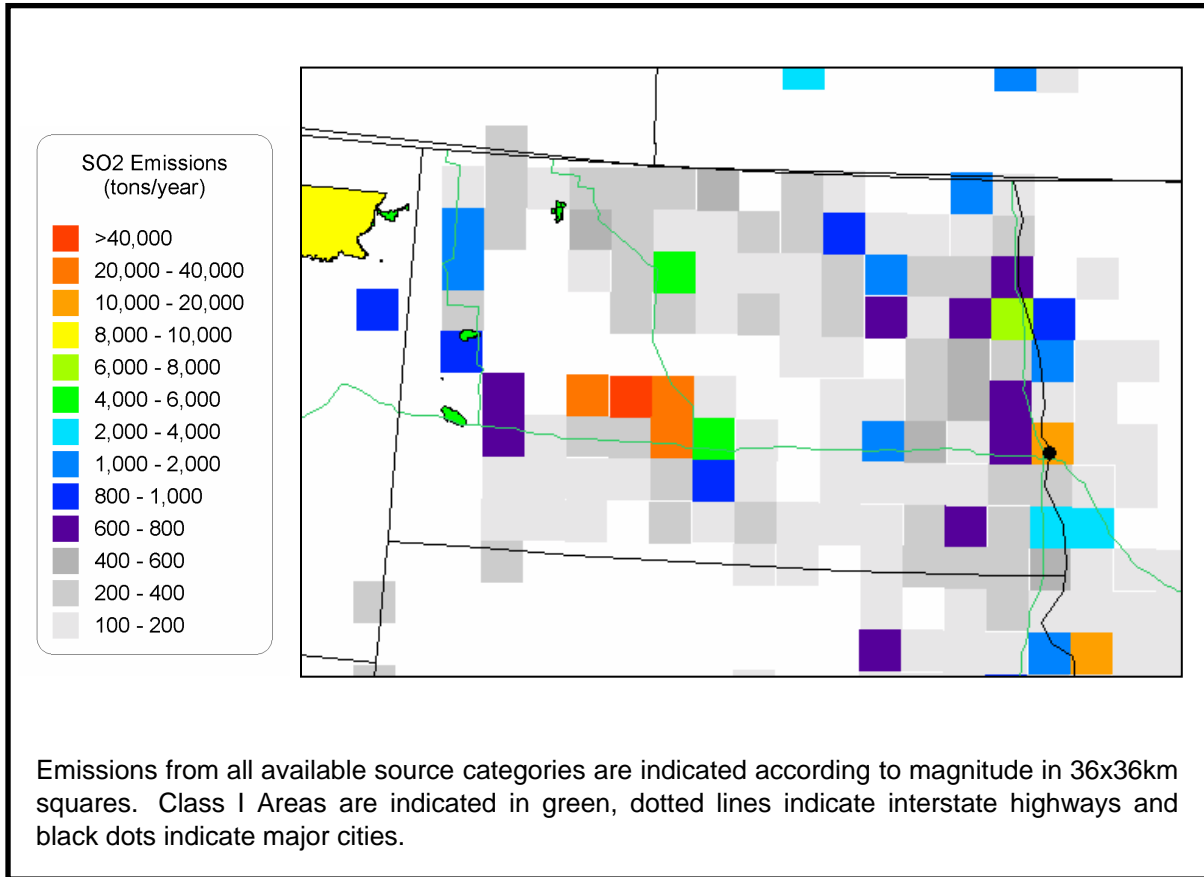 SO2 Emissions
(tons/year)
>40,000
20,000 - 40,000
10,000 - 20,000
8,000 - 10,000
6,000 - 8,000
4,000 - 6,000
2,000 - 4,000
1,000 - 2,000
800 - 1,000
600 - 800
400 - 600
200 - 400
100 - 200
Emissions from all available source categories are indicated according to magnitude in 36x36km
squares. Class I Areas are indicated in green, dotted lines indicate interstate highways and
black dots indicate major cities.